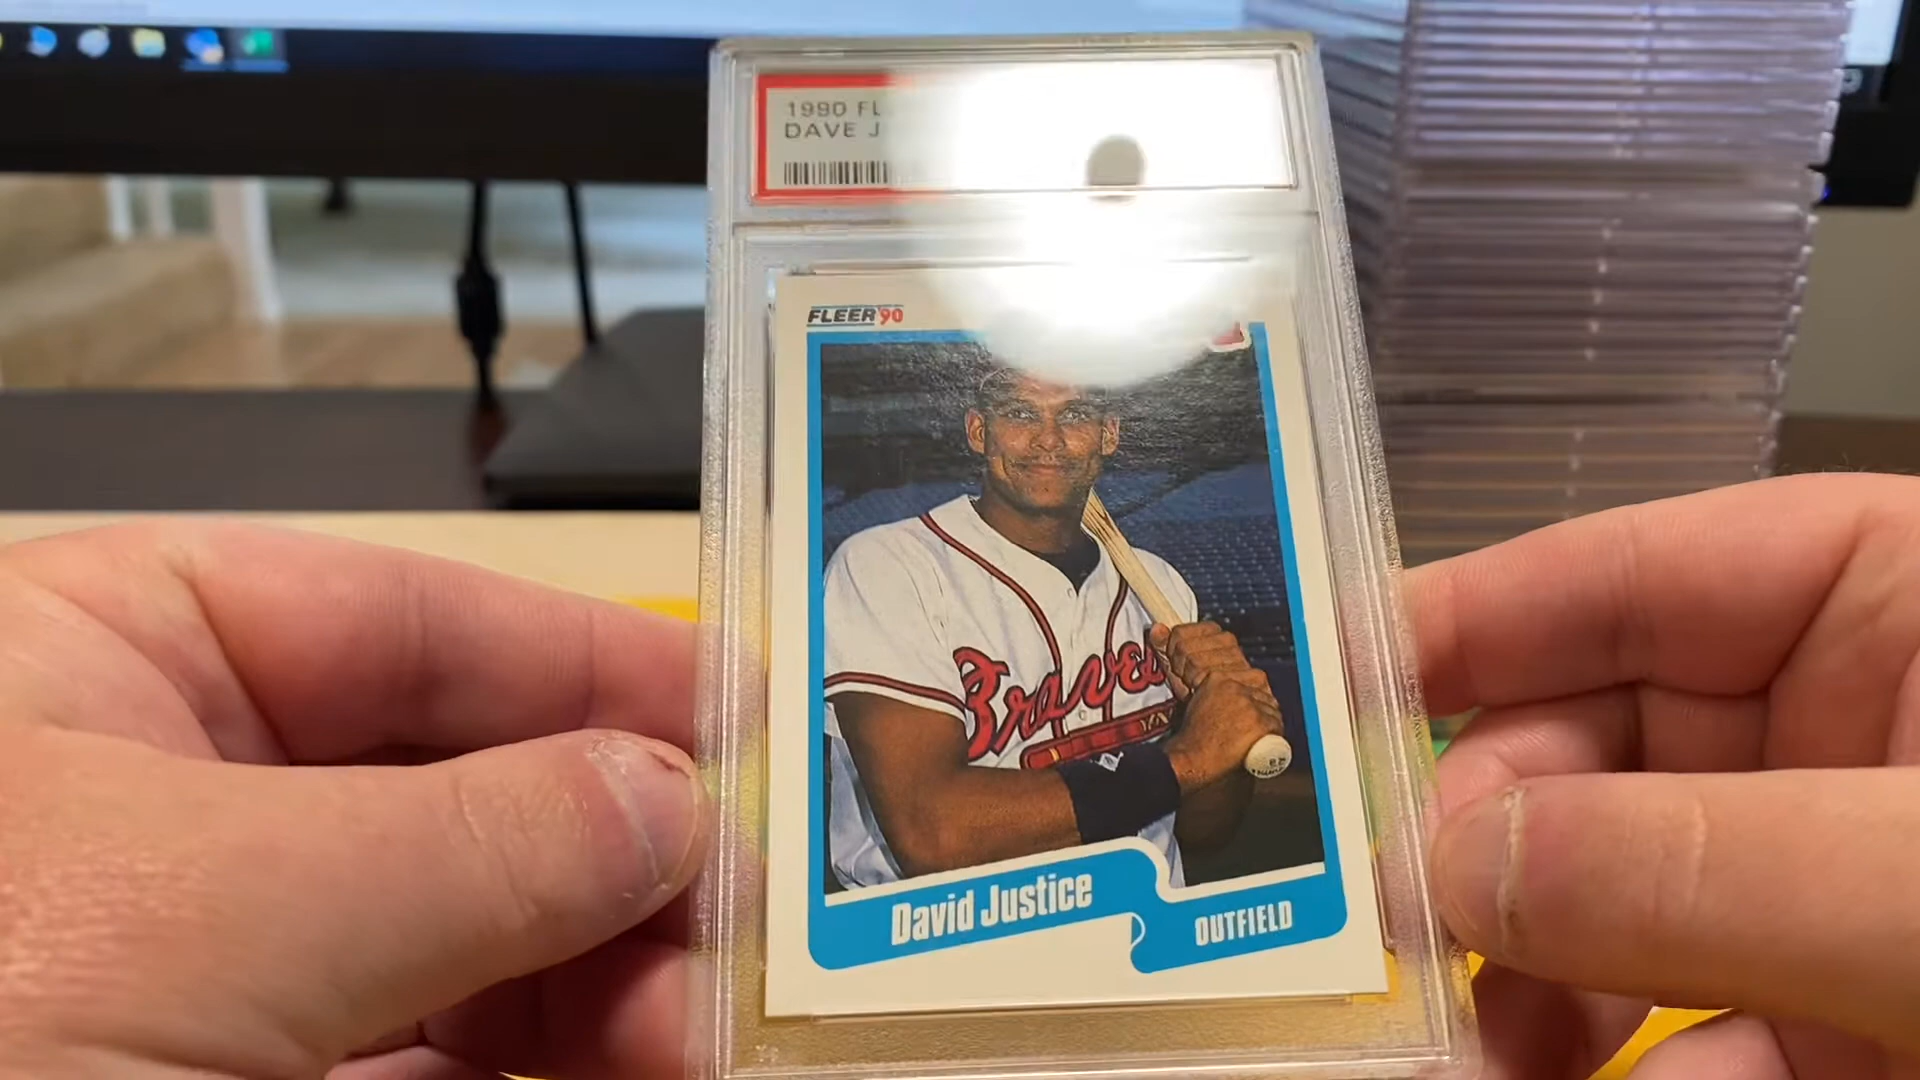 1990 FL
DAVE J
FLEER '90
Braves
David Justice
OUTFIELD